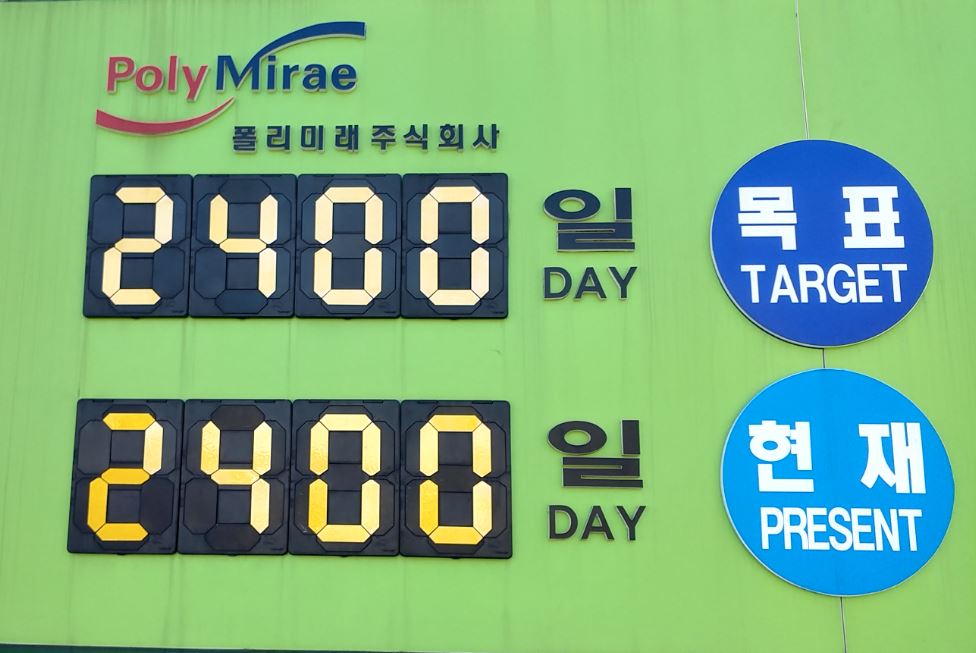 PolyMirae
폴리미래 주식회사
2400 일 DAY
목표 TARGET
2400 일 DAY
현재 PRESENT